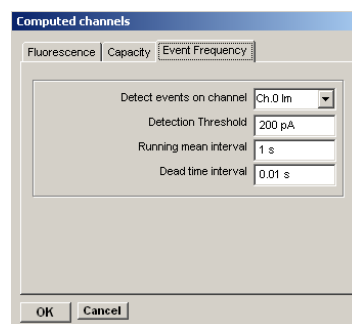 Computed channels
Fluorescence Capacity Event Frequency
Detect events on channel Ch.0 Im
Detection Threshold 200 pA
Running mean interval 1 s
Dead time interval 0.01 s
OK Cancel